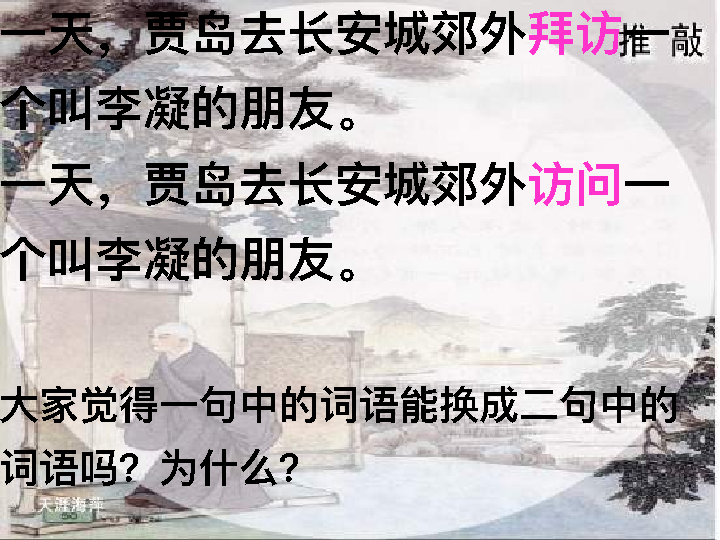 一天，贾岛去长安城郊外拜访一
推 敲
个叫李凝的朋友。
一天，贾岛去长安城郊外访问一
个叫李凝的朋友。
大家觉得一句中的词语能换成二句中的
词语吗？为什么？
天涯海萍